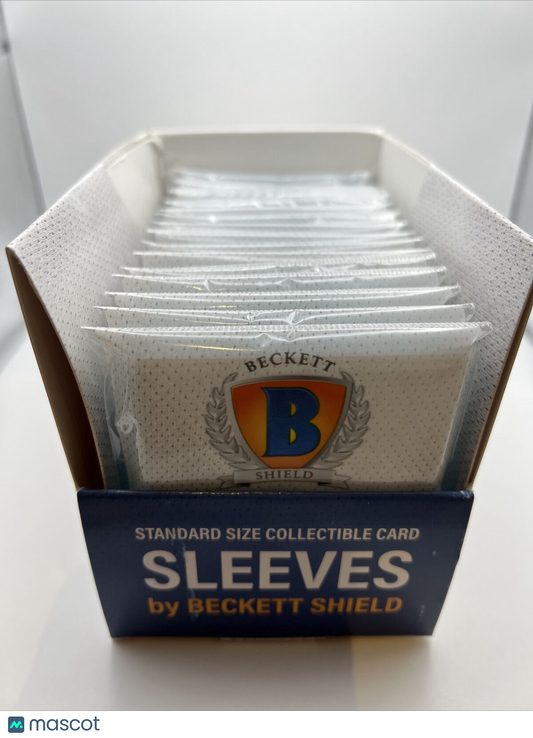 BECKETT
B
SHIELD
STANDARD SIZE COLLECTIBLE CARD
SLEEVES
by BECKETT SHIELD
mascot